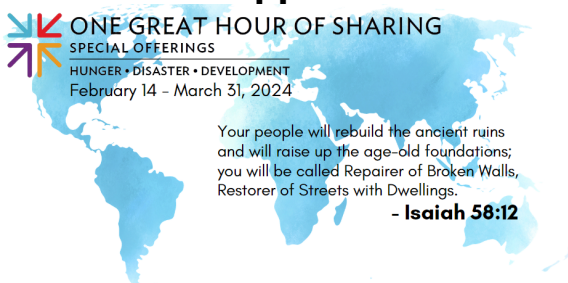 ONE GREAT HOUR OF SHARING
SPECIAL OFFERINGS
HUNGER • DISASTER • DEVELOPMENT
February 14 - March 31, 2024
Your people will rebuild the ancient ruins
and will raise up the age-old foundations;
you will be called Repairer of Broken Walls,
Restorer of Streets with Dwellings.
- Isaiah 58:12